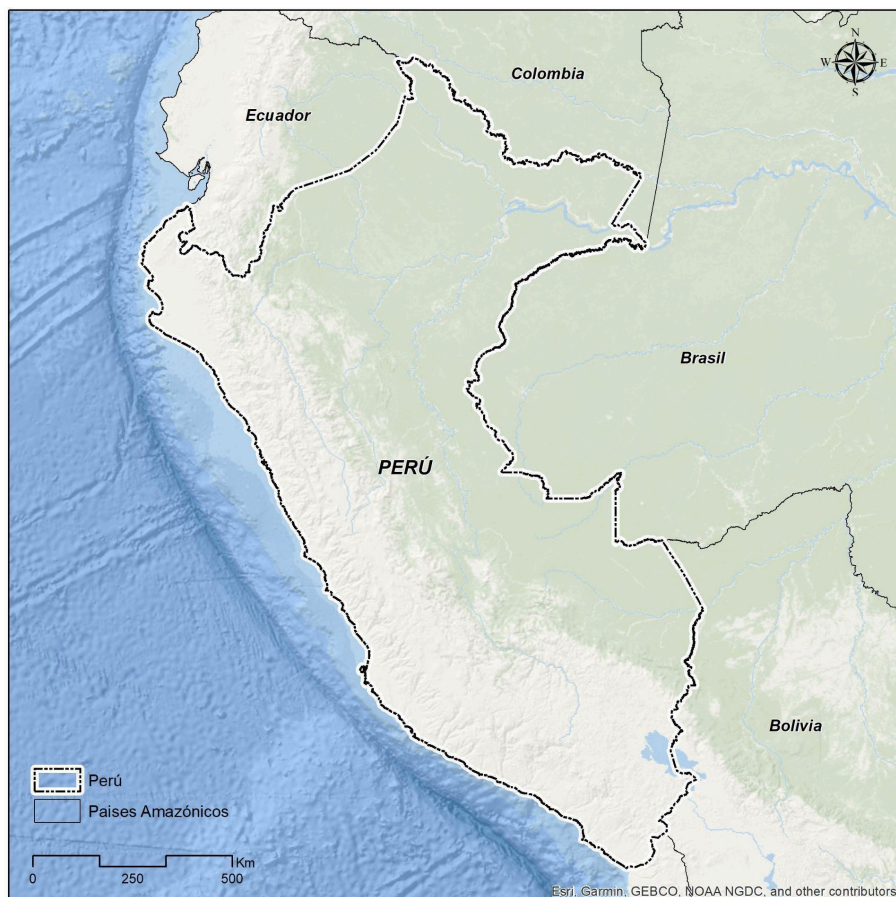 N
W E
S
Colombia
Ecuador
Brasil
PERÚ
Bolivia
Perú
Paises Amazónicos
Km
0 250 500
Esri, Garmin, GEBCO, NOAA NGDC, and other contributors